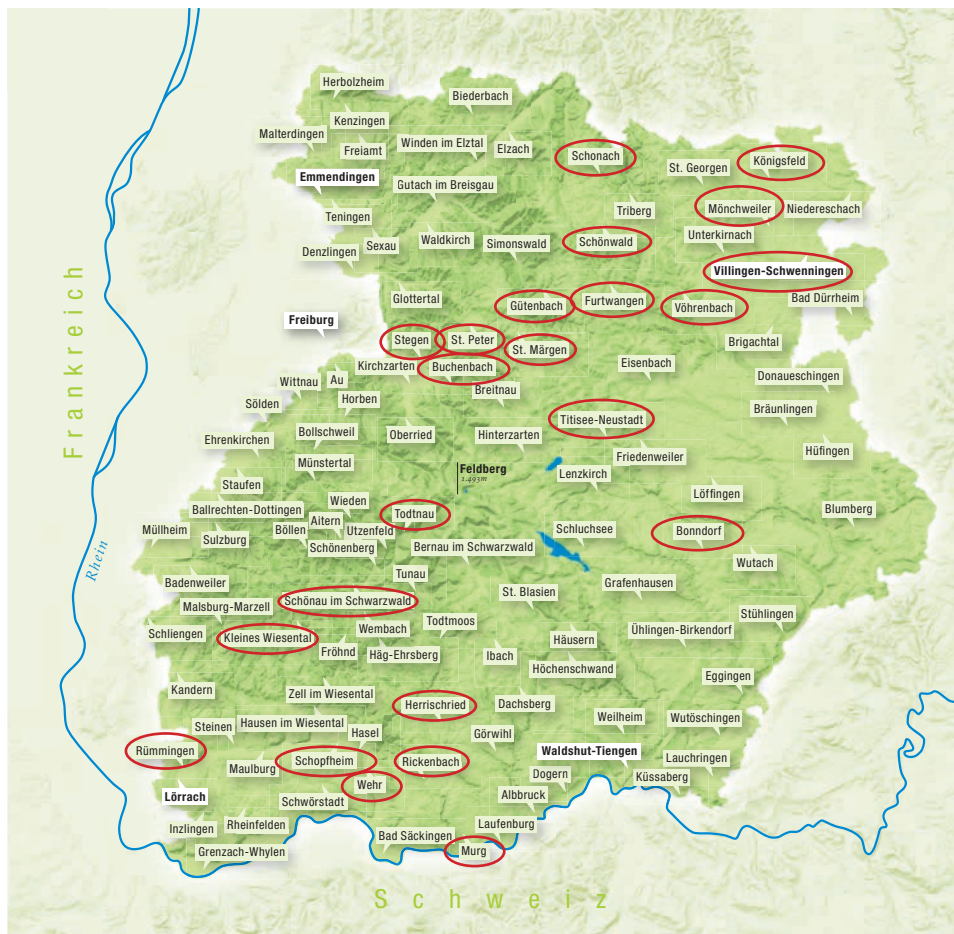 Herbolzheim
Biederbach
Kenzingen
Malterdingen
Winden im Elztal
Freiamt
Elzach
Schonach
Königsfeld
St. Georgen
Emmendingen
Gutach im Breisgau
Triberg
Mönchweiler
Niedereschach
Teningen
Unterkirnach
Denzlingen
Sexau
Waldkirch
Simonswald
Schönwald
Villingen-Schwenningen
Frankreich
Glottertal
Gütenbach
Furtwangen
Vöhrenbach
Bad Dürrheim
Freiburg
Stegen
St. Peter
St. Märgen
Brigachtal
Kirchzarten
Buchenbach
Eisenbach
Wittnau
Au
Breitnau
Donaueschingen
Sölden
Horben
Bräunlingen
Titisee-Neustadt
Ehrenkirchen
Bollschweil
Oberried
Hinterzarten
Hüfingen
Münstertal
Feldberg
1.493m
Friedenweiler
Lenzkirch
Staufen
Löffingen
Ballrechten-Dottingen
Wieden
Todtnau
Blumberg
Müllheim
Sulzburg
Böllen
Aitern
Utzenfeld
Schluchsee
Bonndorf
Schönenberg
Bernau im Schwarzwald
Wutach
Rhein
Badenweiler
Tunau
Grafenhausen
St. Blasien
Malsburg-Marzell
Schönau im Schwarzwald
Stühlingen
Schliengen
Kleines Wiesental
Wembach
Todtmoos
Häusern
Ühlingen-Birkendorf
Fröhnd
Häg-Ehrsberg
Ibach
Höchenschwand
Eggingen
Kandern
Zell im Wiesental
Herrischried
Dachsberg
Steinen
Hausen im Wiesental
Weilheim
Wutöschingen
Hasel
Görwihl
Rümmingen
Maulburg
Schopfheim
Rickenbach
Waldshut-Tiengen
Lauchringen
Wehr
Dogern
Küssaberg
Lörrach
Schwörstadt
Albbruck
Inzlingen
Rheinfelden
Bad Säckingen
Laufenburg
Grenzach-Whylen
Murg
Schweiz